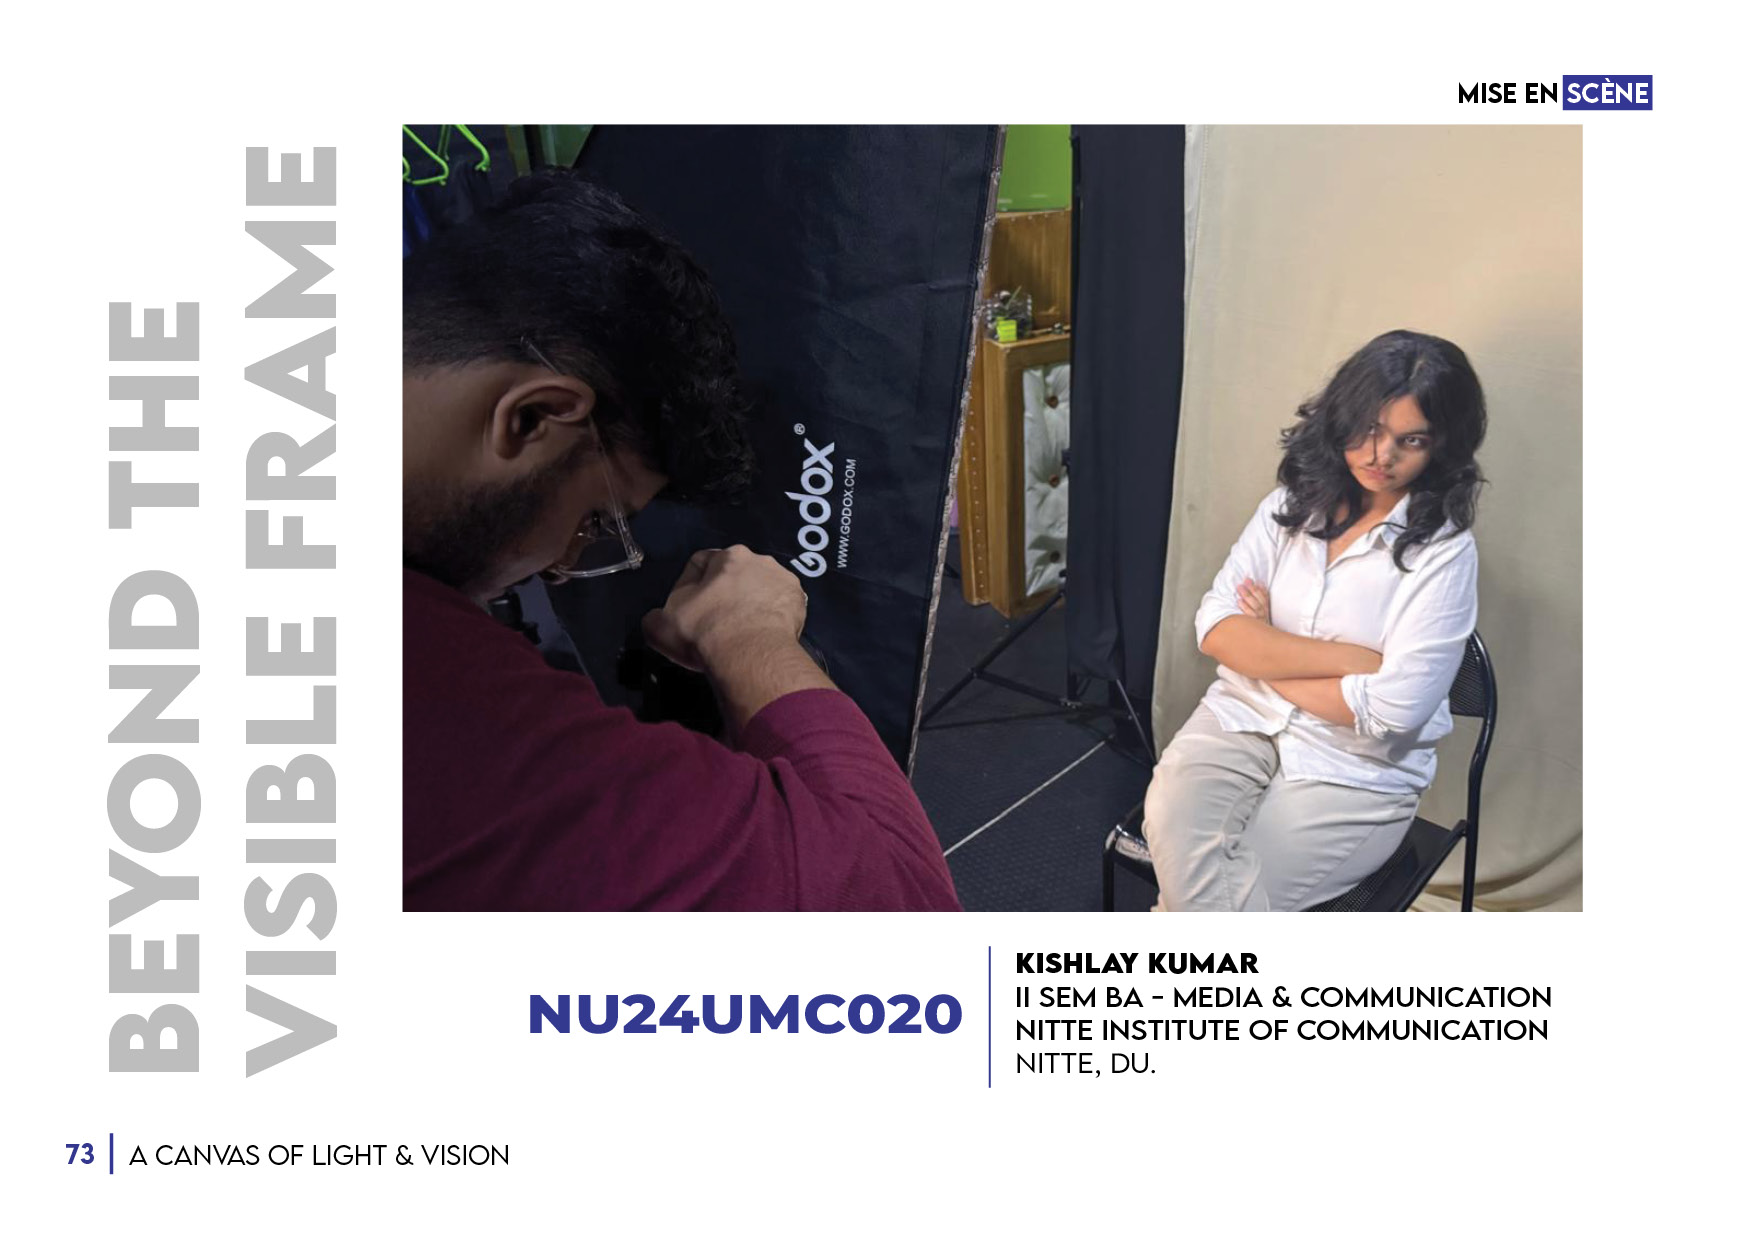 MISE EN SCÈNE
BEYOND THE
VISIBLE FRAME
Godox®
WWW.GODOX.COM
NU24UMC020
KISHLAY KUMAR
II SEM BA - MEDIA & COMMUNICATION
NITTE INSTITUTE OF COMMUNICATION
NITTE, DU.
73 | A CANVAS OF LIGHT & VISION